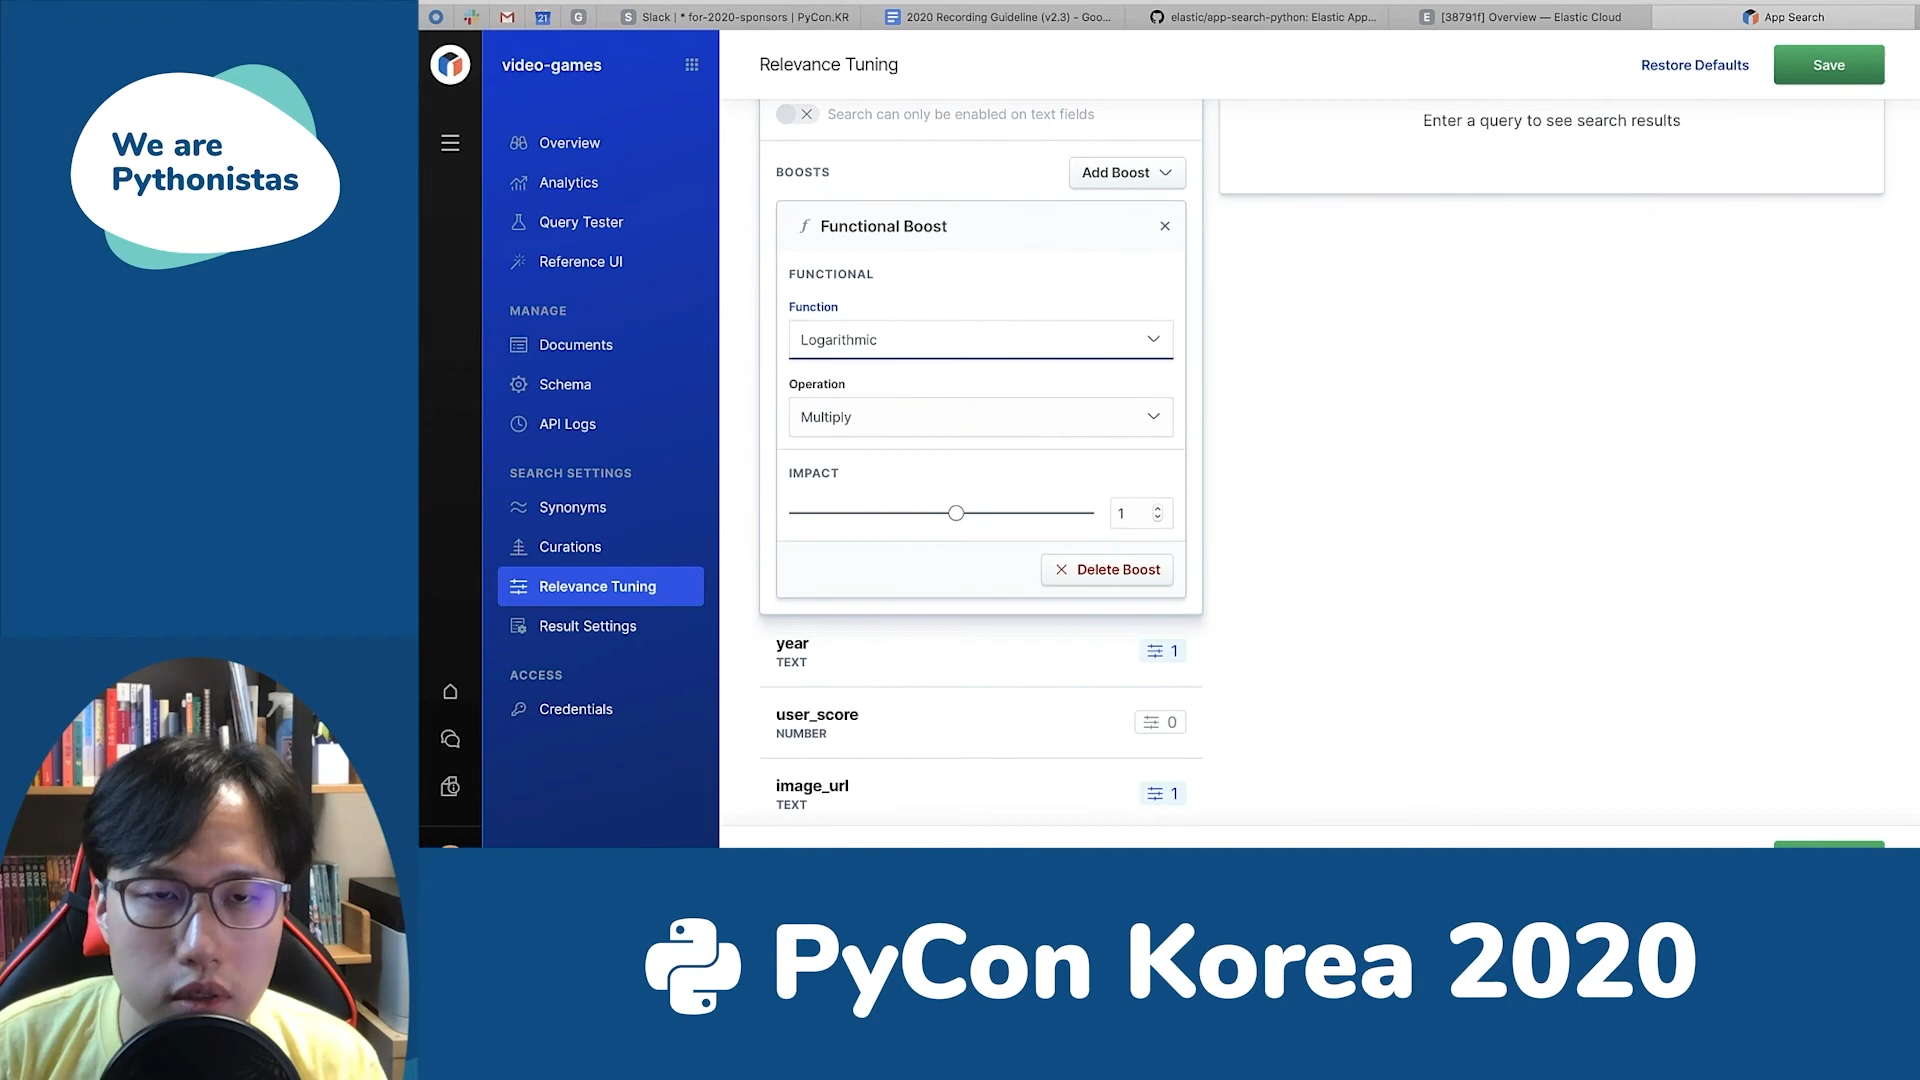 We are
Pythonistas
21
G
S Slack | * for-2020-sponsors | PyCon.KR
2020 Recording Guideline (v2.3) - Goo...
elastic/app-search-python: Elastic App...
E [38791f] Overview — Elastic Cloud
App Search
video-games
Overview
Analytics
Query Tester
Reference UI
MANAGE
Documents
Schema
API Logs
SEARCH SETTINGS
Synonyms
Curations
Relevance Tuning
Result Settings
ACCESS
Credentials
Relevance Tuning
Restore Defaults
Save
Search can only be enabled on text fields
BOOSTS
Add Boost
Functional Boost
FUNCTIONAL
Function
Logarithmic
Operation
Multiply
IMPACT
1
Delete Boost
year
TEXT
1
user_score
NUMBER
0
image_url
TEXT
1
Enter a query to see search results
PyCon Korea 2020